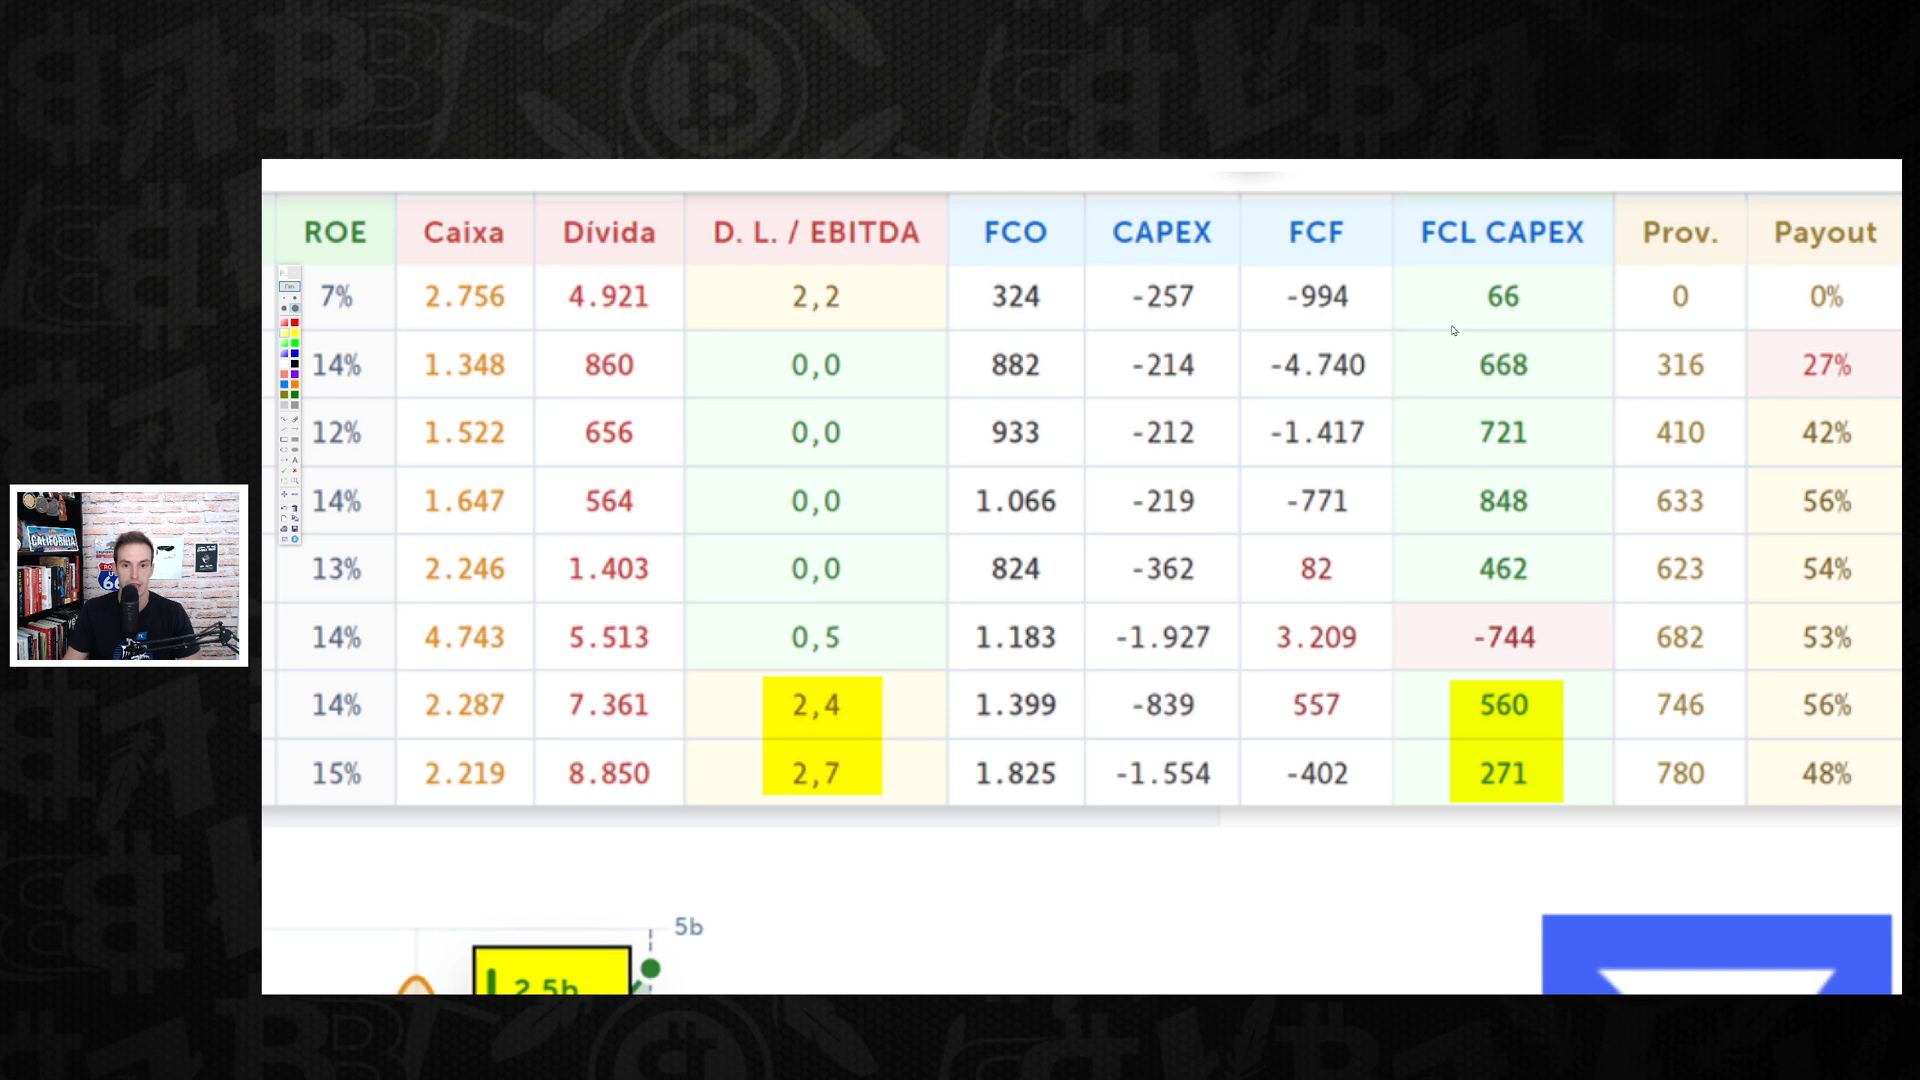 ROE Caixa Dívida D. L. / EBITDA FCO CAPEX FCF FCL CAPEX Prov. Payout
7% 2.756 4.921 2,2 324 -257 -994 66 0 0%
14% 1.348 860 0,0 882 -214 -4.740 668 316 27%
12% 1.522 656 0,0 933 -212 -1.417 721 410 42%
14% 1.647 564 0,0 1.066 -219 -771 848 633 56%
13% 2.246 1.403 0,0 824 -362 82 462 623 54%
14% 4.743 5.513 0,5 1.183 -1.927 3.209 -744 682 53%
14% 2.287 7.361 2,4 1.399 -839 557 560 746 56%
15% 2.219 8.850 2,7 1.825 -1.554 -402 271 780 48%
CALIFORNIA
66
5b
2,5b